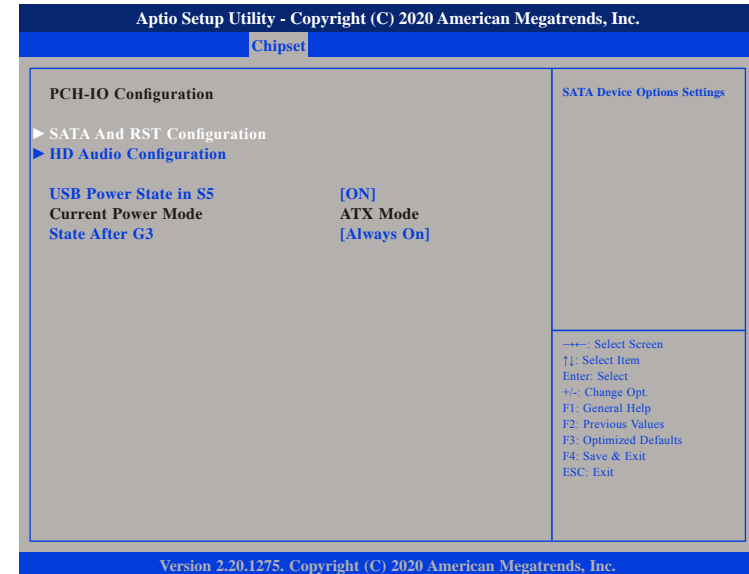 Aptio Setup Utility - Copyright (C) 2020 American Megatrends, Inc.
Chipset
PCH-IO Configuration
► SATA And RST Configuration
► HD Audio Configuration
USB Power State in S5 [ON]
Current Power Mode ATX Mode
State After G3 [Always On]
SATA Device Options Settings
→←: Select Screen
↑↓: Select Item
Enter: Select
+/-: Change Opt.
F1: General Help
F2: Previous Values
F3: Optimized Defaults
F4: Save & Exit
ESC: Exit
Version 2.20.1275. Copyright (C) 2020 American Megatrends, Inc.